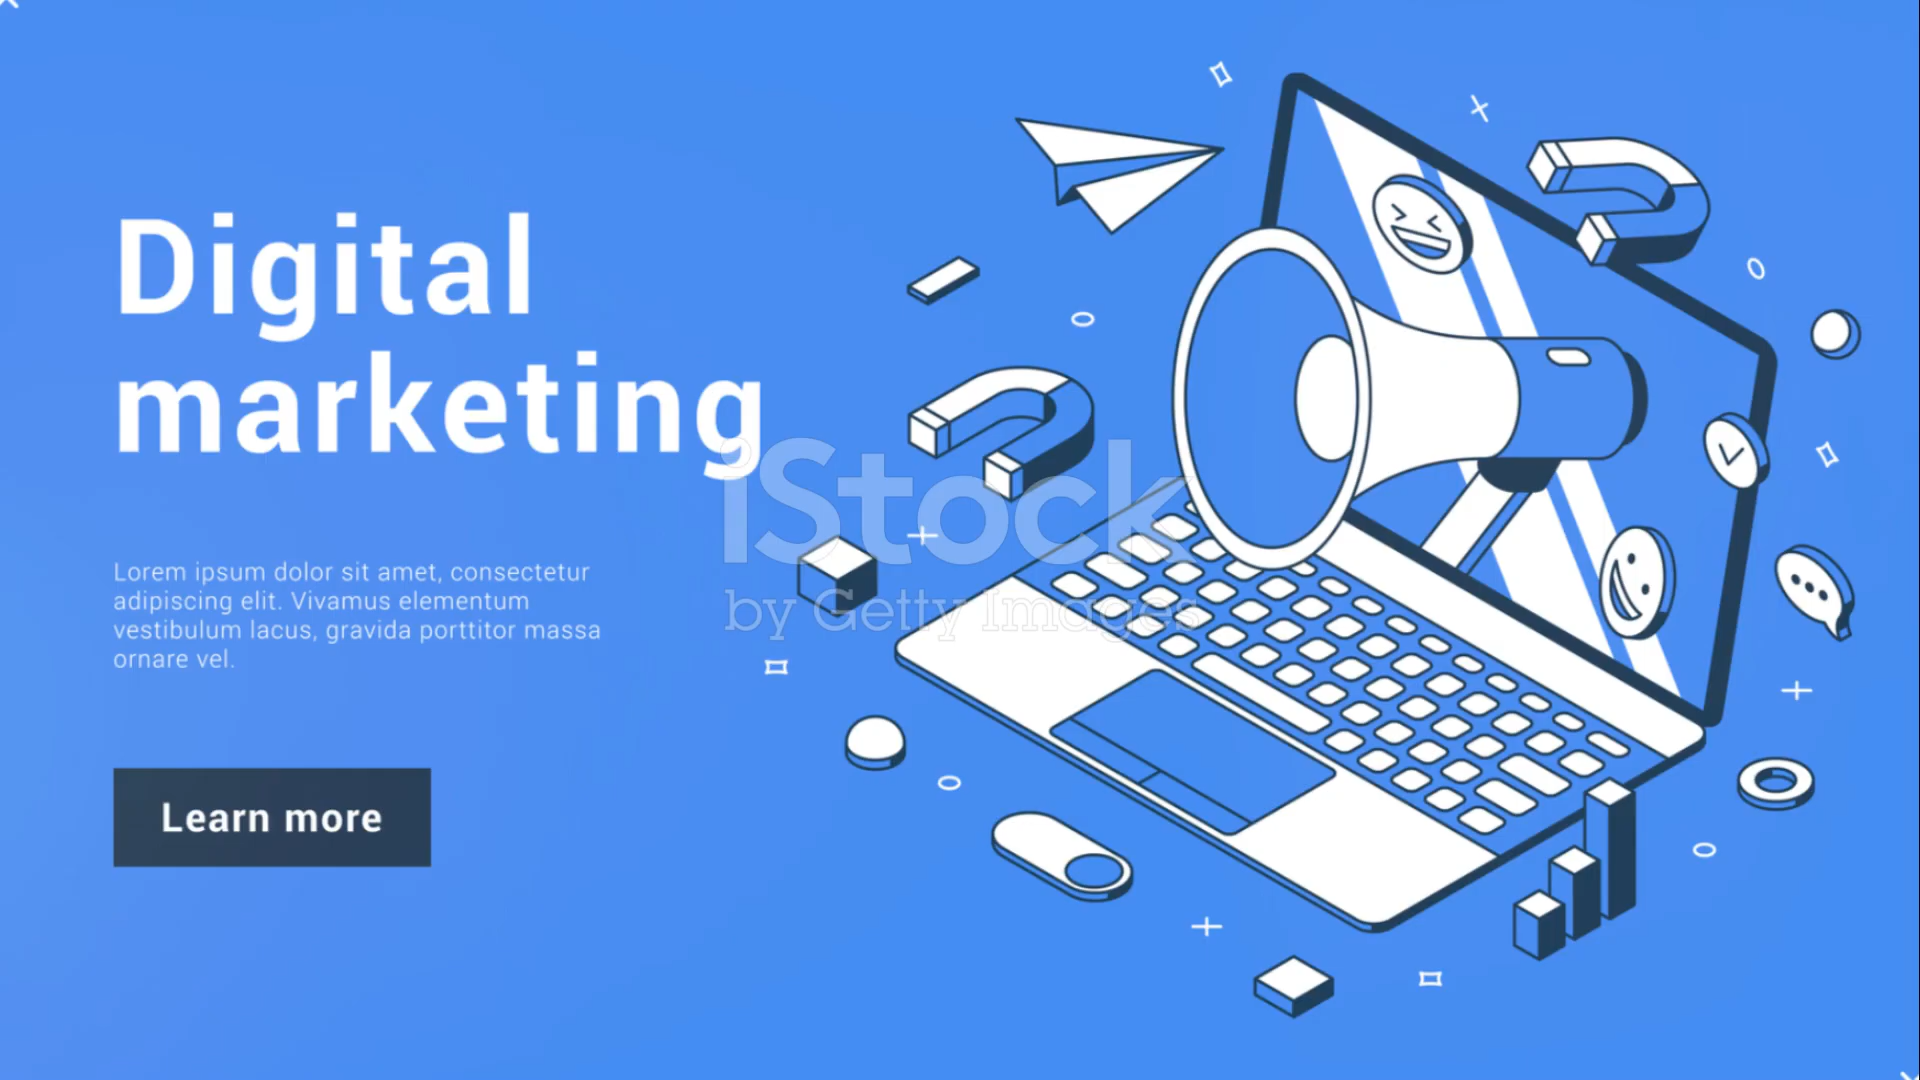 Digital
marketing
iStock
by Getty Images
Lorem ipsum dolor sit amet, consectetur
adipiscing elit. Vivamus elementum
vestibulum lacus, gravida porttitor massa
ornare vel.
Learn more